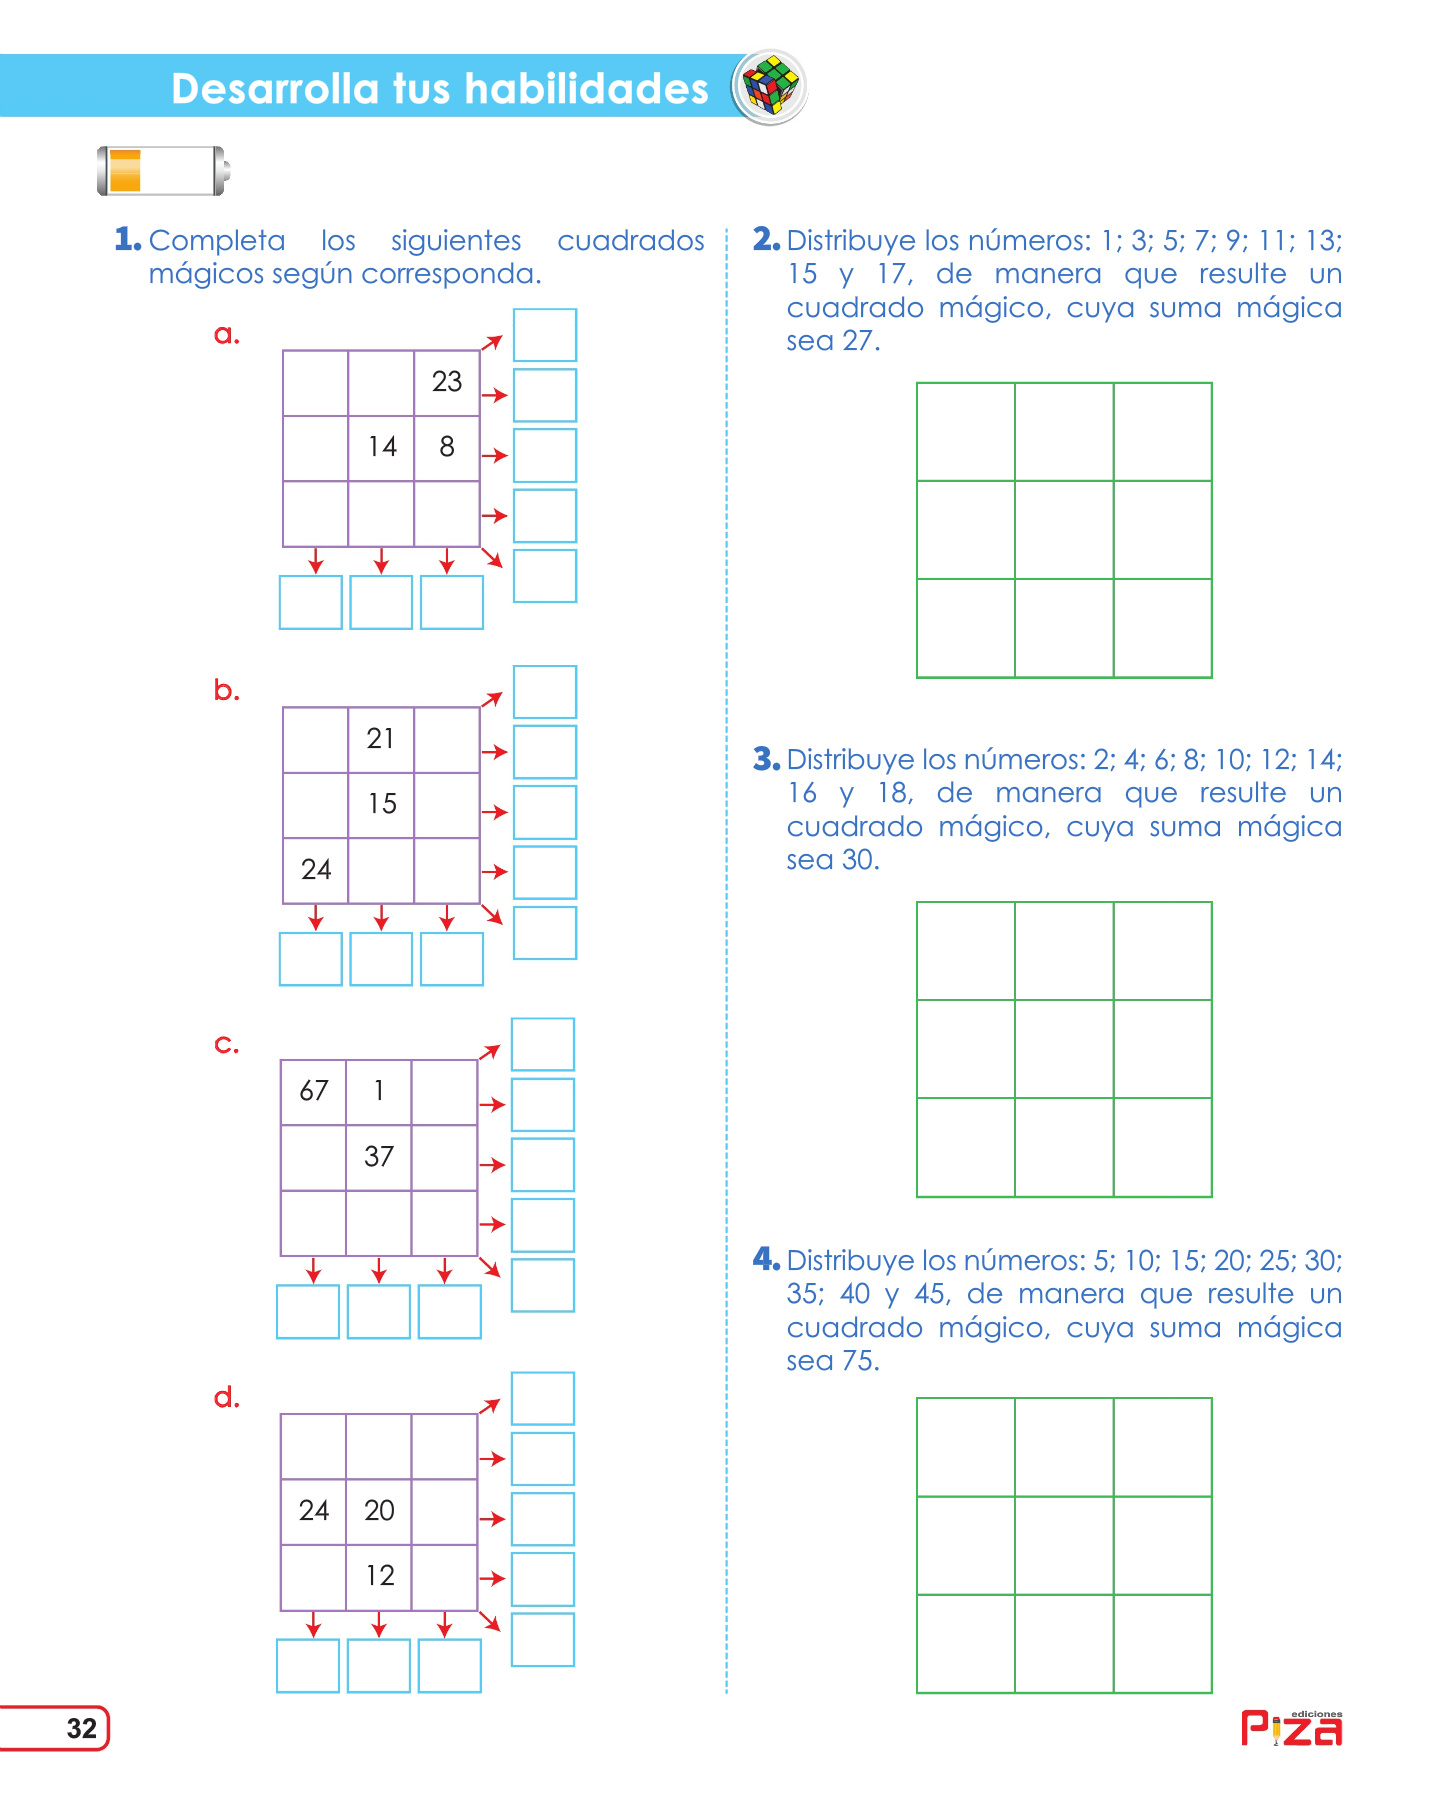 Desarrolla tus habilidades
1. Completa los siguientes cuadrados
mágicos según corresponda.
a.
23
14 8
b.
21
15
24
c.
67 1
37
d.
24 20
12
2. Distribuye los números: 1; 3; 5; 7; 9; 11; 13;
15 y 17, de manera que resulte un
cuadrado mágico, cuya suma mágica
sea 27.
3. Distribuye los números: 2; 4; 6; 8; 10; 12; 14;
16 y 18, de manera que resulte un
cuadrado mágico, cuya suma mágica
sea 30.
4. Distribuye los números: 5; 10; 15; 20; 25; 30;
35; 40 y 45, de manera que resulte un
cuadrado mágico, cuya suma mágica
sea 75.
32
ediciones
Piza